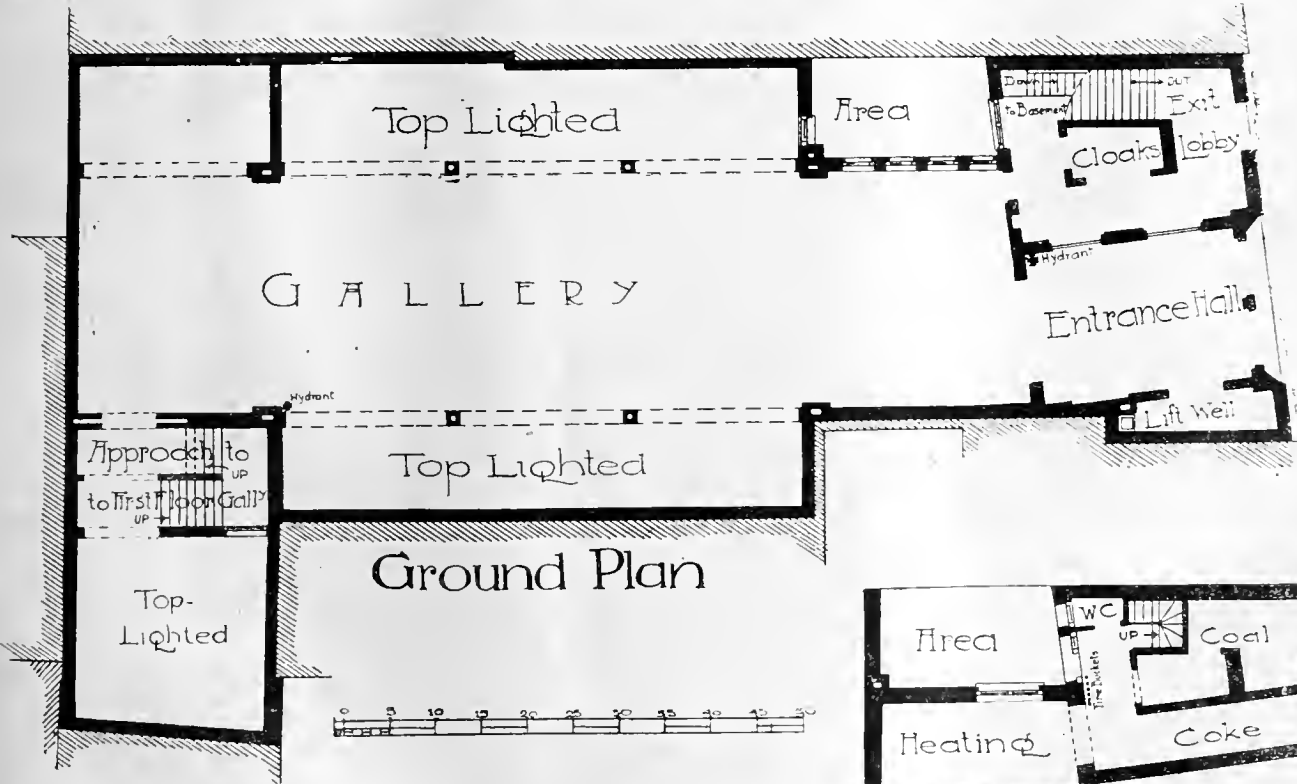 Top Lighted
Area
Down
to Basement
OUT
Exit
Cloaks
Lobby
Hydrant
GALLERY
Entrance Hall
Hydrant
Lift Well
Approach to
UP
to First Floor Gally
UP
Top Lighted
Top-
Lighted
Ground Plan
0 5 10 15 20 25 30 35 40 45 50
Area
WC
UP
Coal
Fire Buckets
Heating
Coke